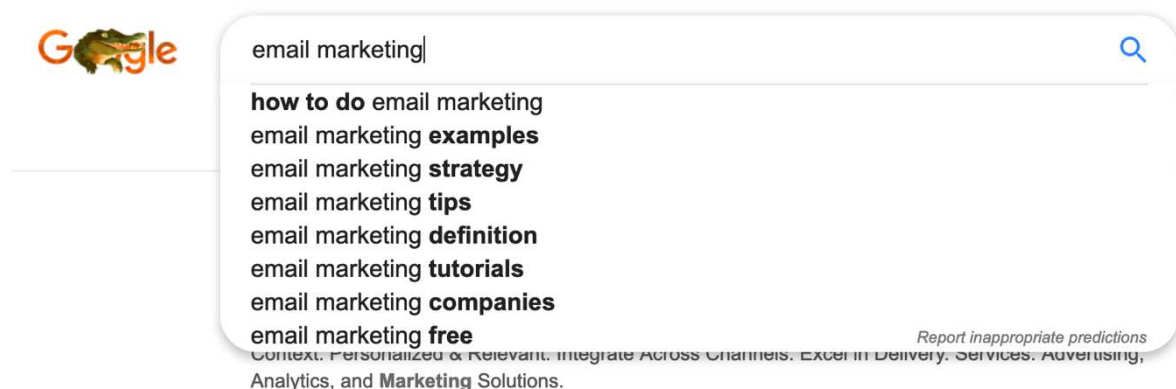 Google
email marketing
how to do email marketing
email marketing examples
email marketing strategy
email marketing tips
email marketing definition
email marketing tutorials
email marketing companies
email marketing free
Report inappropriate predictions
Context. Personalized & Relevant. Integrate Across Channels. Excel in Delivery. Services. Advertising,
Analytics, and Marketing Solutions.